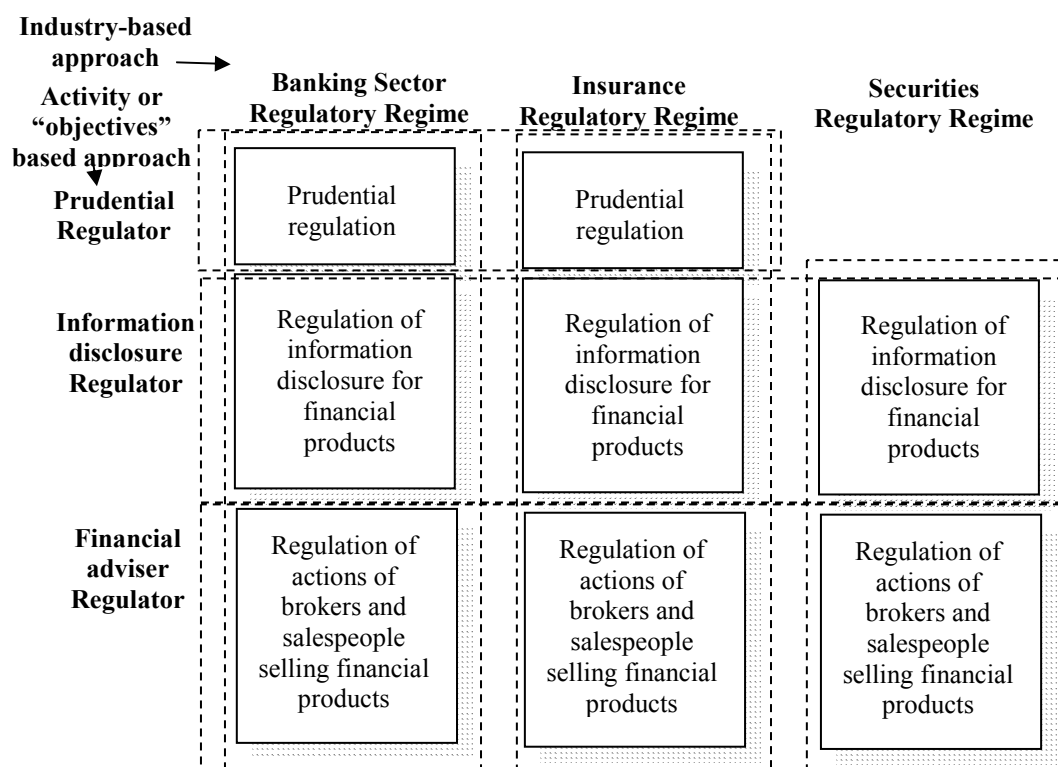 Industry-based
approach
Activity or
“objectives”
based approach
Banking Sector
Regulatory Regime
Insurance
Regulatory Regime
Securities
Regulatory Regime
Prudential
Regulator
Prudential
regulation
Prudential
regulation
Information
disclosure
Regulator
Regulation of
information
disclosure for
financial
products
Regulation of
information
disclosure for
financial
products
Regulation of
information
disclosure for
financial
products
Financial
adviser
Regulator
Regulation of
actions of
brokers and
salespeople
selling financial
products
Regulation of
actions of
brokers and
salespeople
selling financial
products
Regulation of
actions of
brokers and
salespeople
selling financial
products